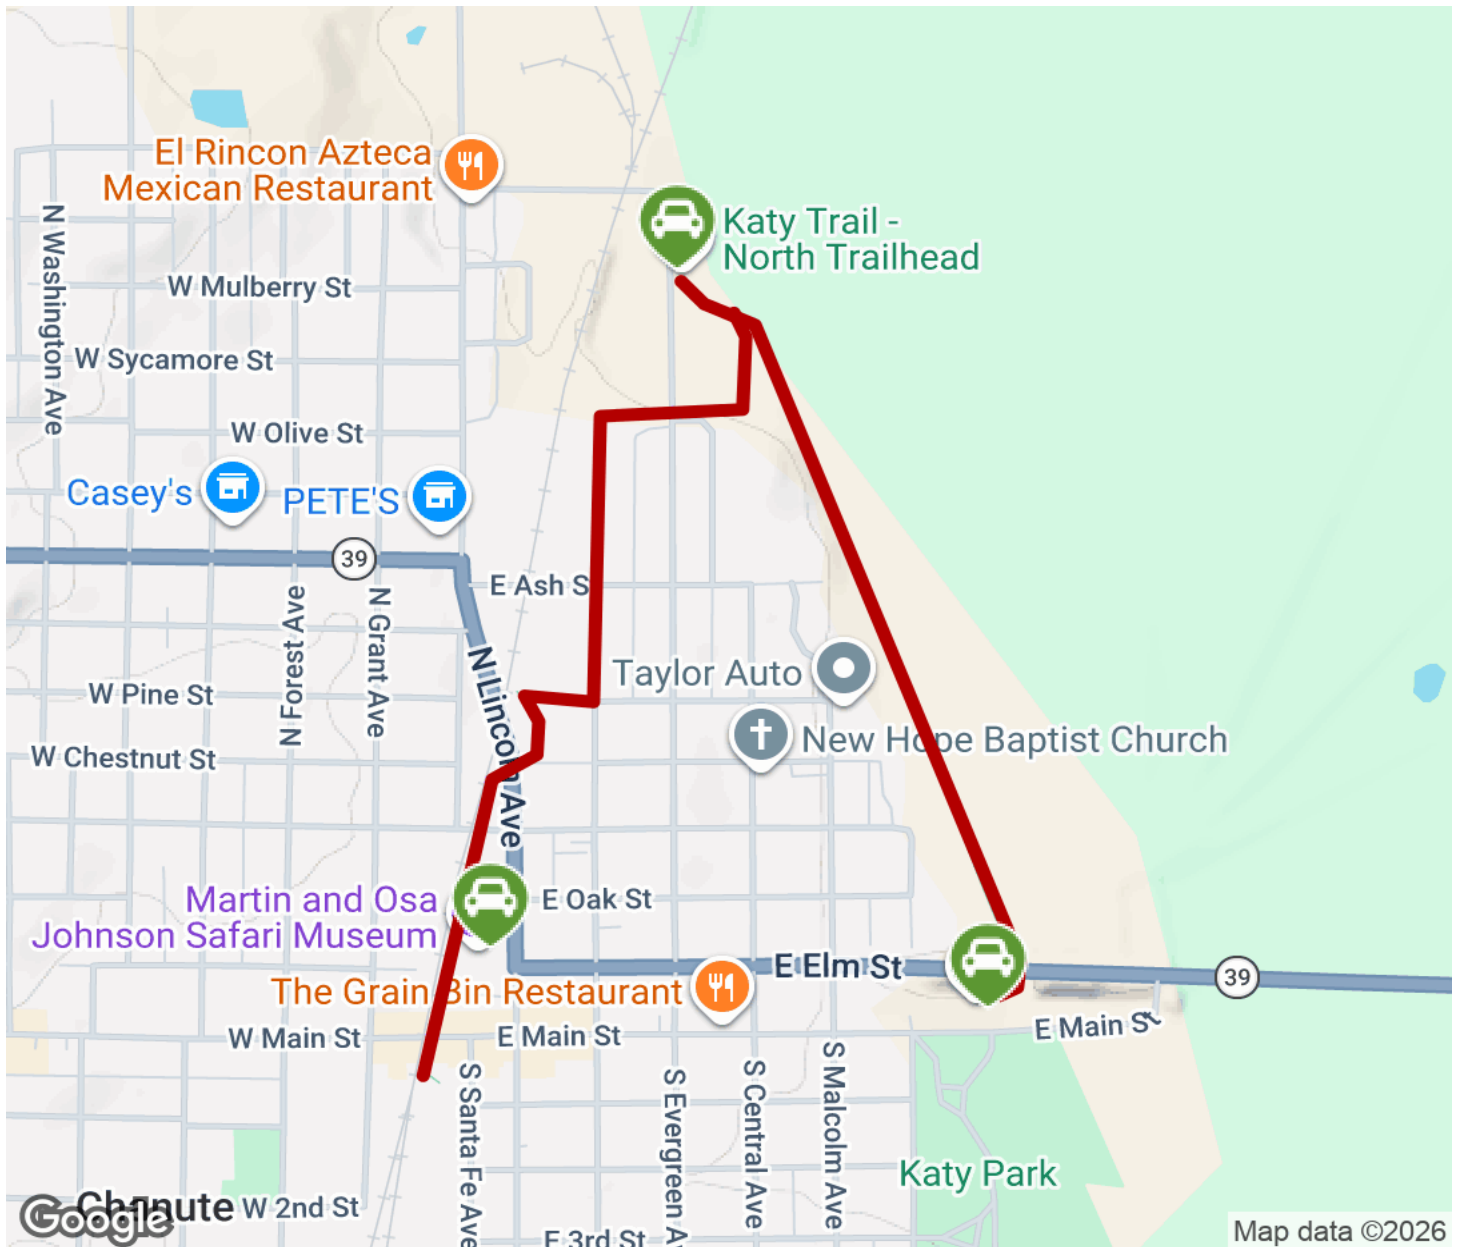 El Rincon Azteca
Mexican Restaurant
Katy Trail -
North Trailhead
N Washington Ave
W Mulberry St
W Sycamore St
W Olive St
Casey's
PETE'S
39
E Ash S
N Forest Ave
N Grant Ave
N Lincoln Ave
W Pine St
Taylor Auto
New Hope Baptist Church
W Chestnut St
Martin and Osa
Johnson Safari Museum
E Oak St
E Elm St
39
The Grain Bin Restaurant
W Main St
E Main St
E Main St
S Santa Fe Ave
S Evergreen A
S Central Ave
S Malcolm Ave
Katy Park
Chanute
Google
W 2nd St
E 3rd St
Map data ©2026